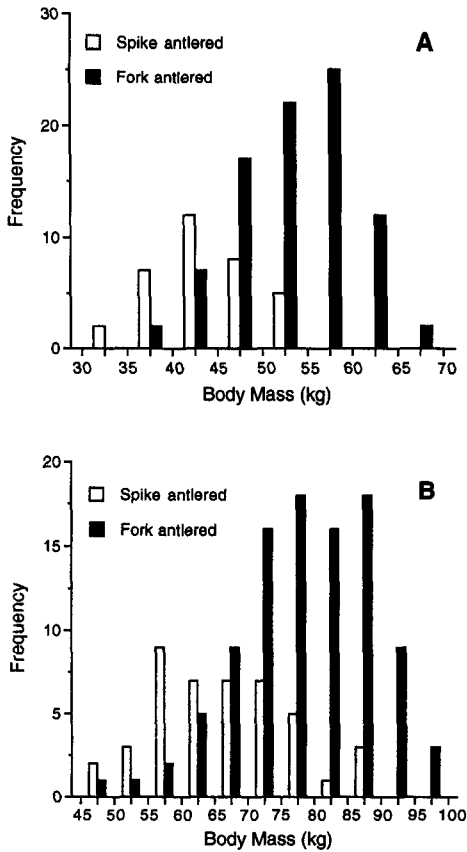 30
Spike antlered
A
Fork antlered
20
Frequency
10
0
30 35 40 45 50 55 60 65 70
Body Mass (kg)
20
Spike antlered
B
Fork antlered
15
Frequency
10
5
0
45 50 55 60 65 70 75 80 85 90 95 100
Body Mass (kg)